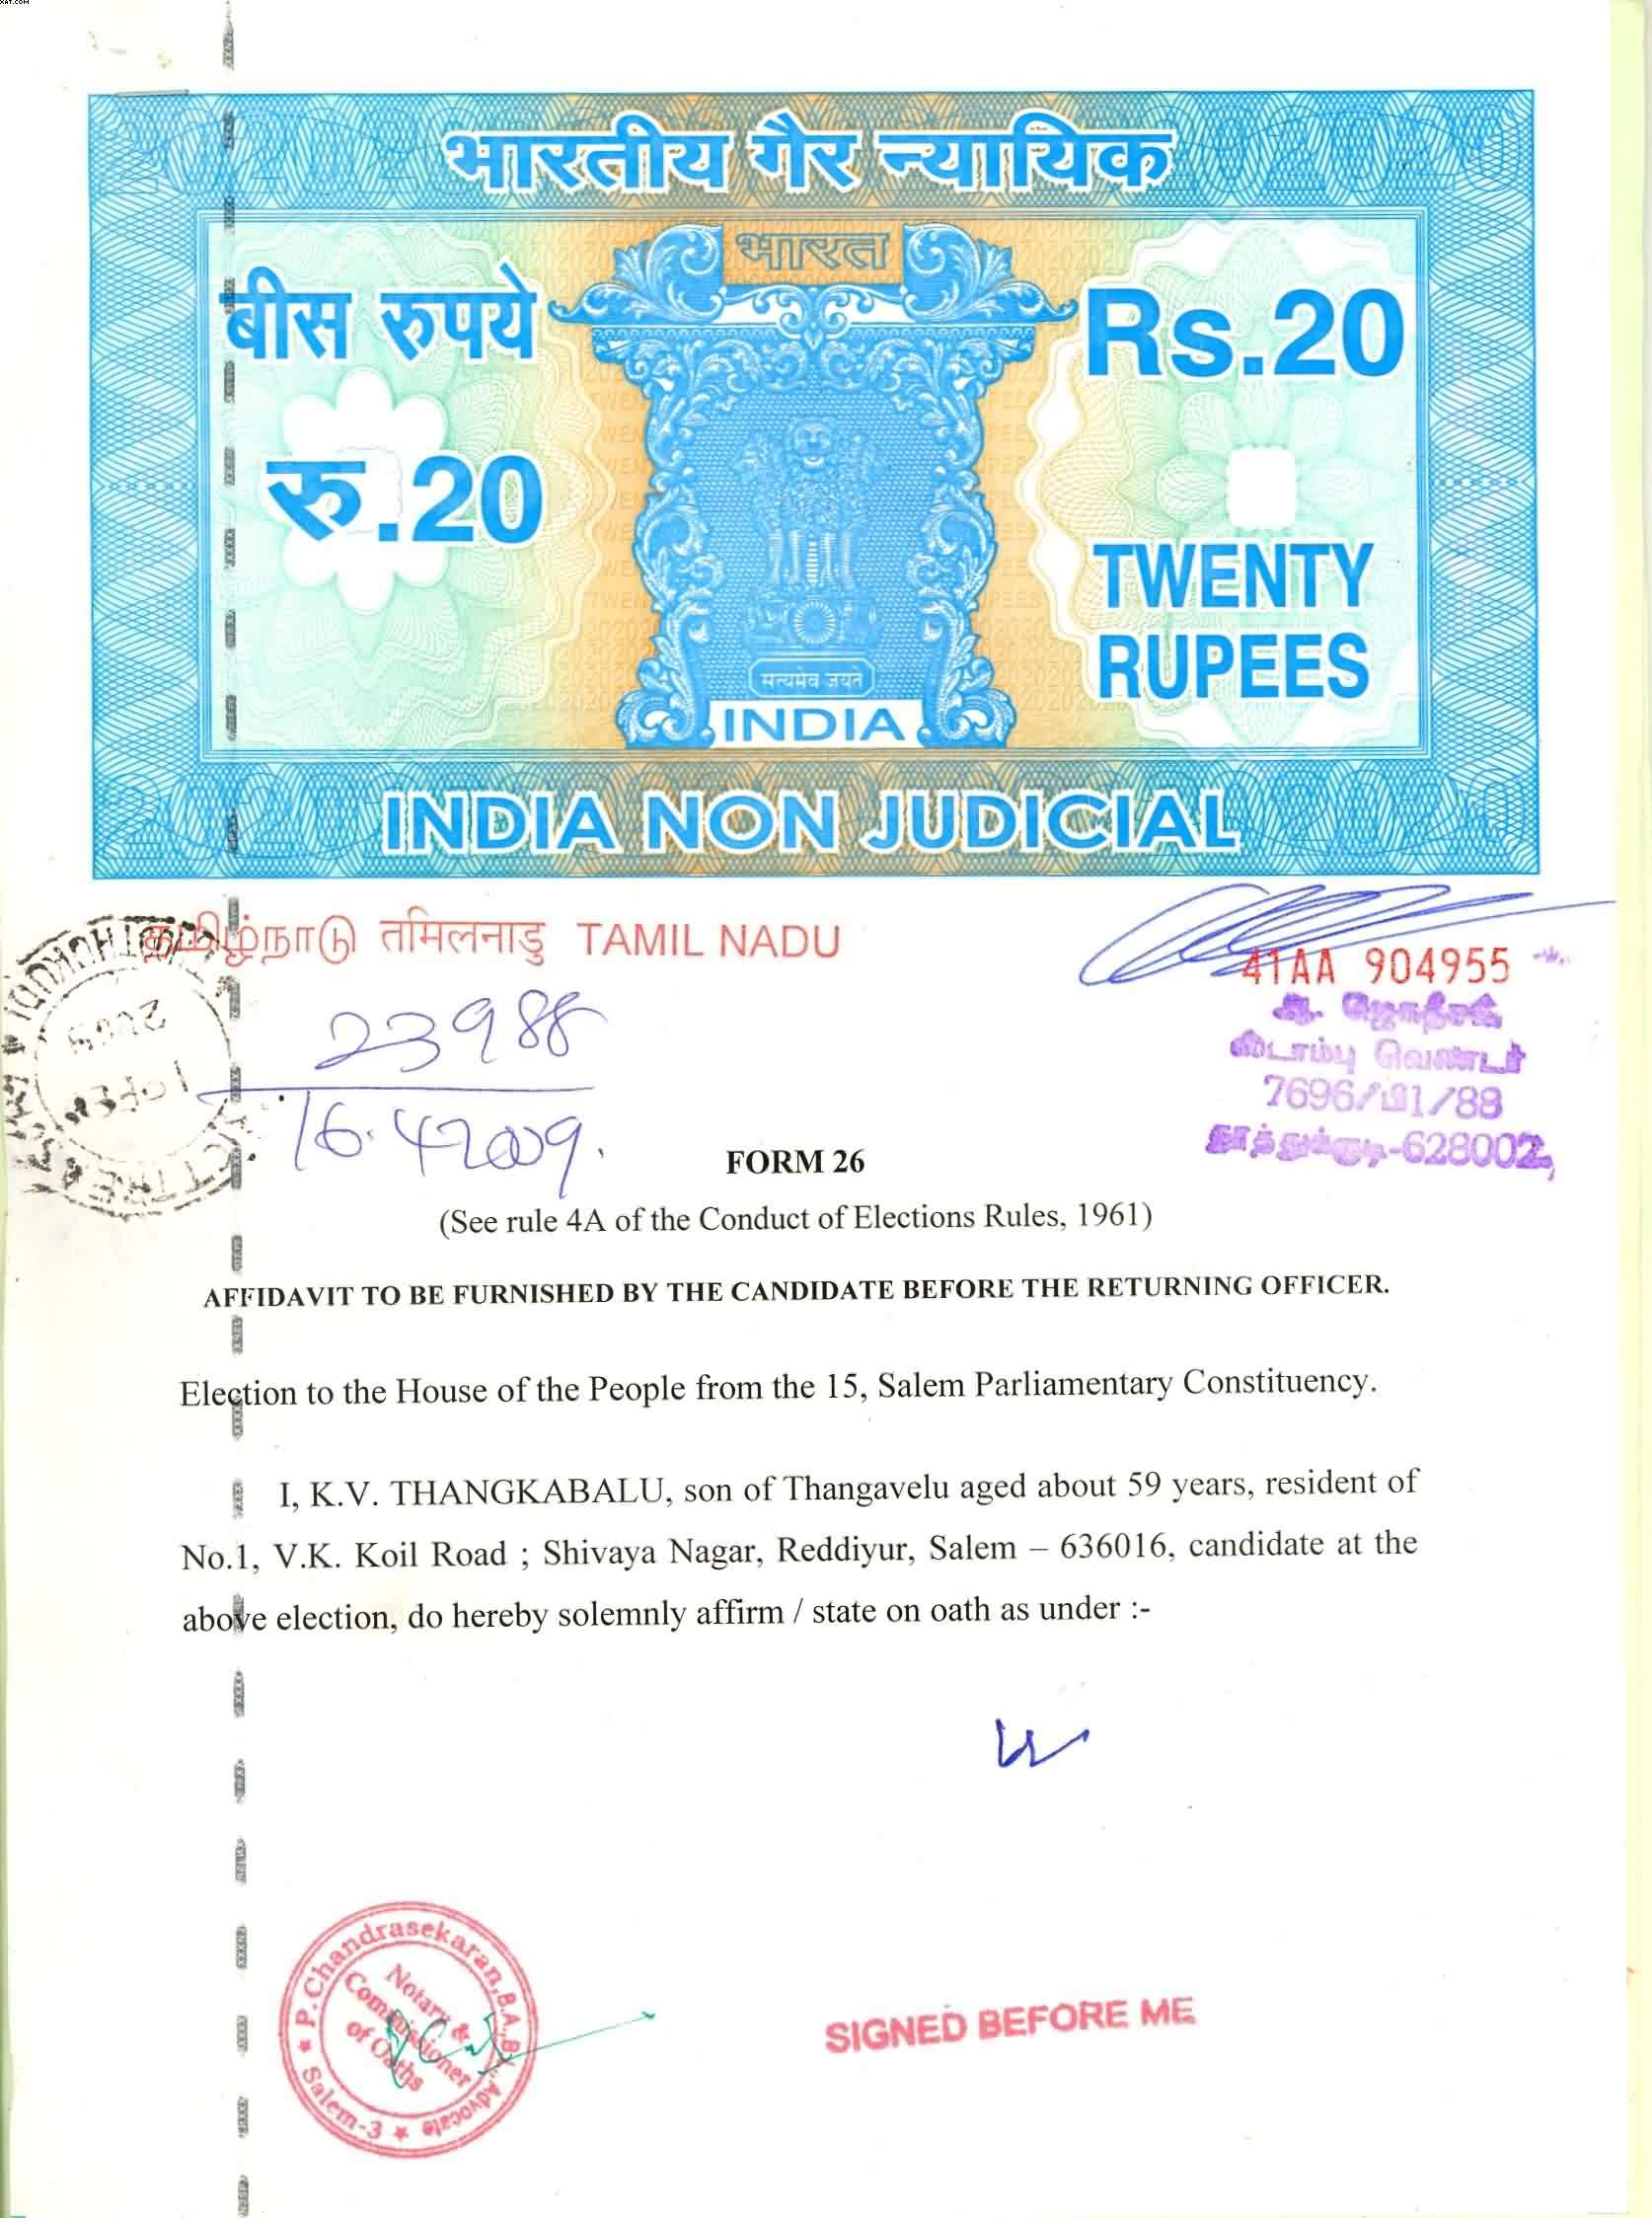 XAT.COM
भारतीय गैर न्यायिक
भारत
बीस रुपये
Rs.20
रु.20
TWENTY
RUPEES
सत्यमेव जयते
INDIA
INDIA NON JUDICIAL
தமிழ்நாடு तमिलनाडु TAMIL NADU
41AA 904955
23988
16.4.2009.
7696/ /88
-628002,
FORM 26
(See rule 4A of the Conduct of Elections Rules, 1961)
AFFIDAVIT TO BE FURNISHED BY THE CANDIDATE BEFORE THE RETURNING OFFICER.
Election to the House of the People from the 15, Salem Parliamentary Constituency.
I, K.V. THANGKABALU, son of Thangavelu aged about 59 years, resident of
No.1, V.K. Koil Road ; Shivaya Nagar, Reddiyur, Salem – 636016, candidate at the
above election, do hereby solemnly affirm / state on oath as under :-
P.Chandrasekaran,B.A.,B.L., Advocate
Salem-3
Notary &
Commissioner
of Oaths
SIGNED BEFORE ME